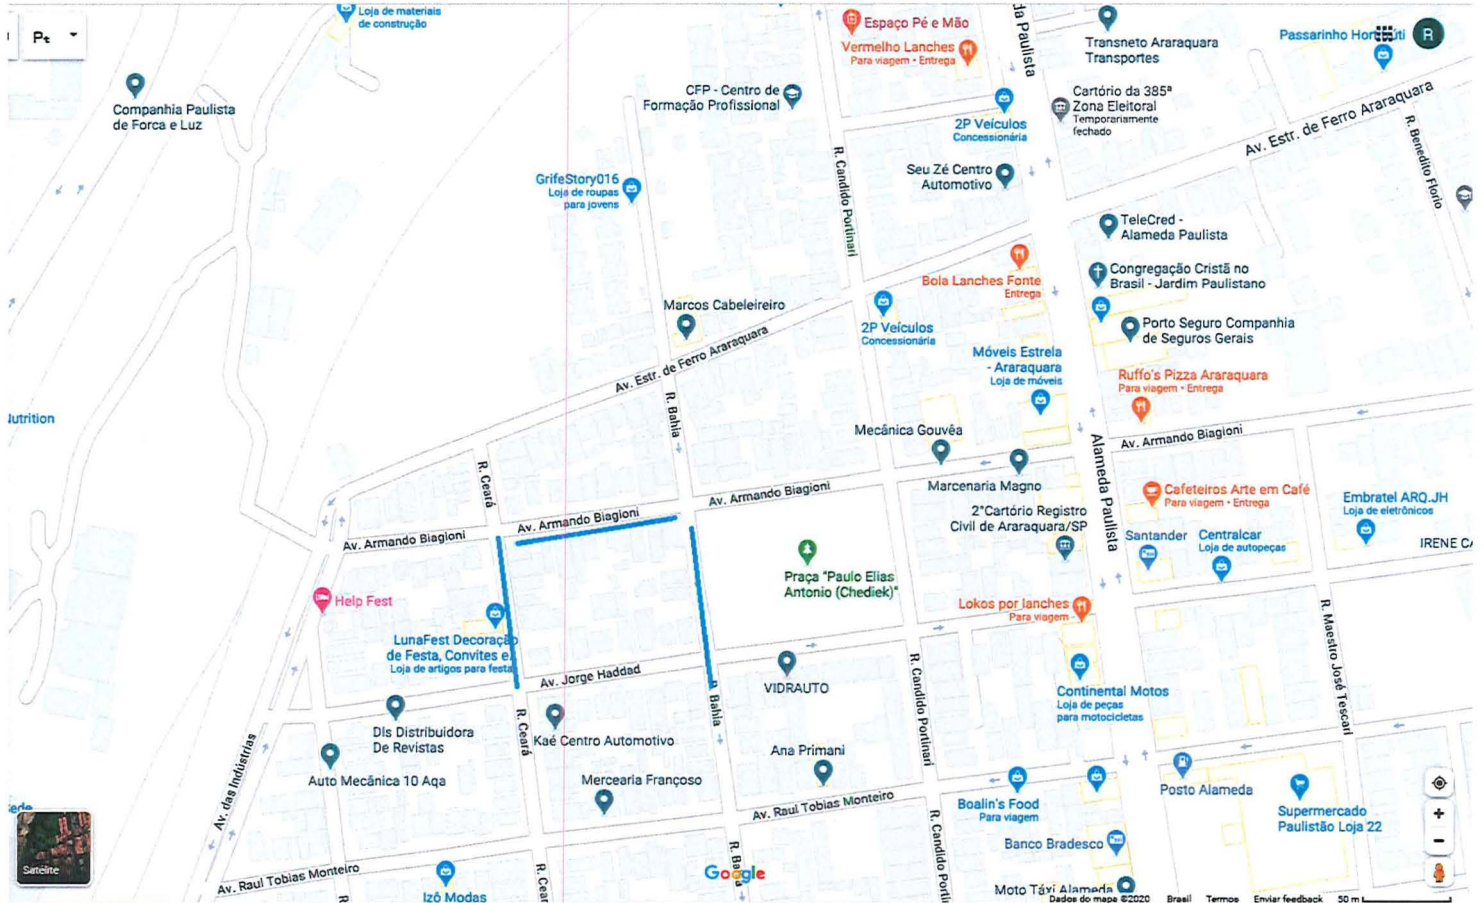 Loja de materiais
de construção
Pt
Espaço Pé e Mão
Vermelho Lanches
Para viagem • Entrega
da Paulista
Transneto Araraquara
Transportes
Passarinho
R
Companhia Paulista
de Forca e Luz
CFP - Centro de
Formação Profissional
2P Veículos
Concessionária
Cartório da 385ª
Zona Eleitoral
Temporariamente
fechado
Av. Estr. de Ferro Araraquara
R. Benedito Florio
R. Candido Portinari
Seu Zé Centro
Automotivo
GrifeStory016
Loja de roupas
para jovens
TeleCred -
Alameda Paulista
Bola Lanches Fonte
Entrega
Congregação Cristã no
Brasil - Jardim Paulistano
Marcos Cabeleireiro
2P Veículos
Concessionária
Porto Seguro Companhia
de Seguros Gerais
Av. Estr. de Ferro Araraquara
Móveis Estrela
- Araraquara
Loja de móveis
Ruffo's Pizza Araraquara
Para viagem • Entrega
Nutrition
R. Bahia
Mecânica Gouvêa
Av. Armando Biagioni
Alameda Paulista
R. Ceará
Marcenaria Magno
Av. Armando Biagioni
Cafeteiros Arte em Café
Para viagem • Entrega
Embratel ARQ.JH
Loja de eletrônicos
2°Cartório Registro
Civil de Araraquara/SP
Av. Armando Biagioni
Av. Armando Biagioni
Santander
Centralcar
Loja de autopeças
IRENE CA
Praça "Paulo Elias
Antonio (Chediek)"
Help Fest
Lokos por lanches
Para viagem
R. Maestro José Tescari
LunaFest Decoração
de Festa, Convites e
Loja de artigos para festa
Av. Jorge Haddad
VIDRAUTO
R. Candido Portinari
Continental Motos
Loja de peças
para motocicletas
R. Bahia
Dls Distribuidora
De Revistas
R. Ceará
Kaé Centro Automotivo
Av. das Indústrias
Auto Mecânica 10 Aqa
Ana Primani
Mercearia Françoso
Av. Raul Tobias Monteiro
Boalin's Food
Para viagem
Posto Alameda
Supermercado
Paulistão Loja 22
R. Candido Portin
Banco Bradesco
Satélite
Av. Raul Tobias Monteiro
Izô Modas
R
R. Cear
R. Ba
Google
Moto Táxi Alameda
Dados do mapa ©2020 Brasil Termos Enviar feedback 50 m